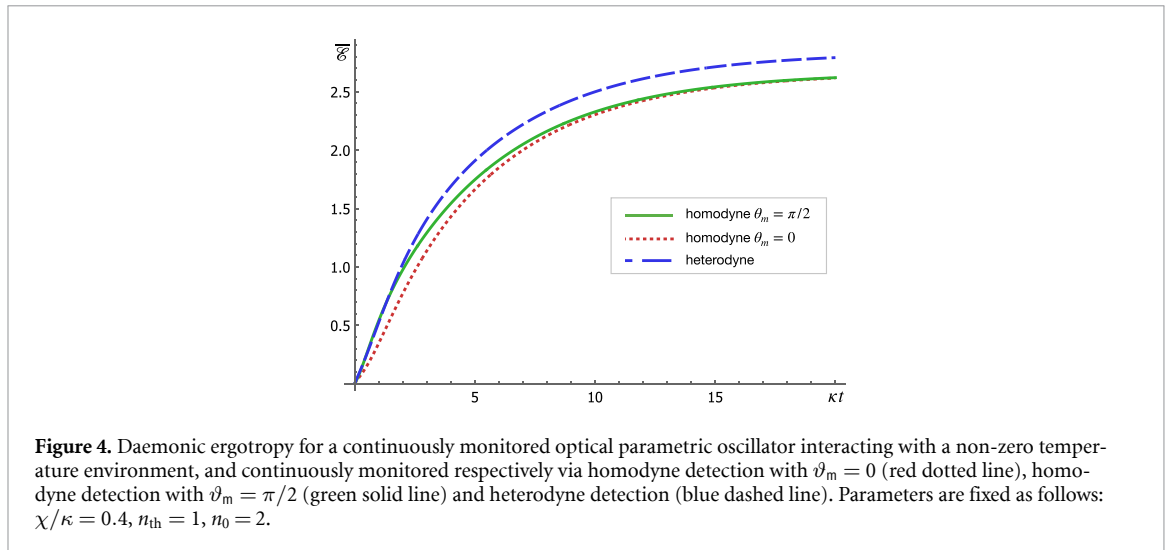 ℰ̅
2.5
2.0
1.5
1.0
0.5
5
10
15
κt
homodyne θₘ = π/2
homodyne θₘ = 0
heterodyne
Figure 4. Daemonic ergotropy for a continuously monitored optical parametric oscillator interacting with a non-zero temper-
ature environment, and continuously monitored respectively via homodyne detection with ϑₘ = 0 (red dotted line), homo-
dyne detection with ϑₘ = π/2 (green solid line) and heterodyne detection (blue dashed line). Parameters are fixed as follows:
χ/κ = 0.4, nₜₕ = 1, n₀ = 2.